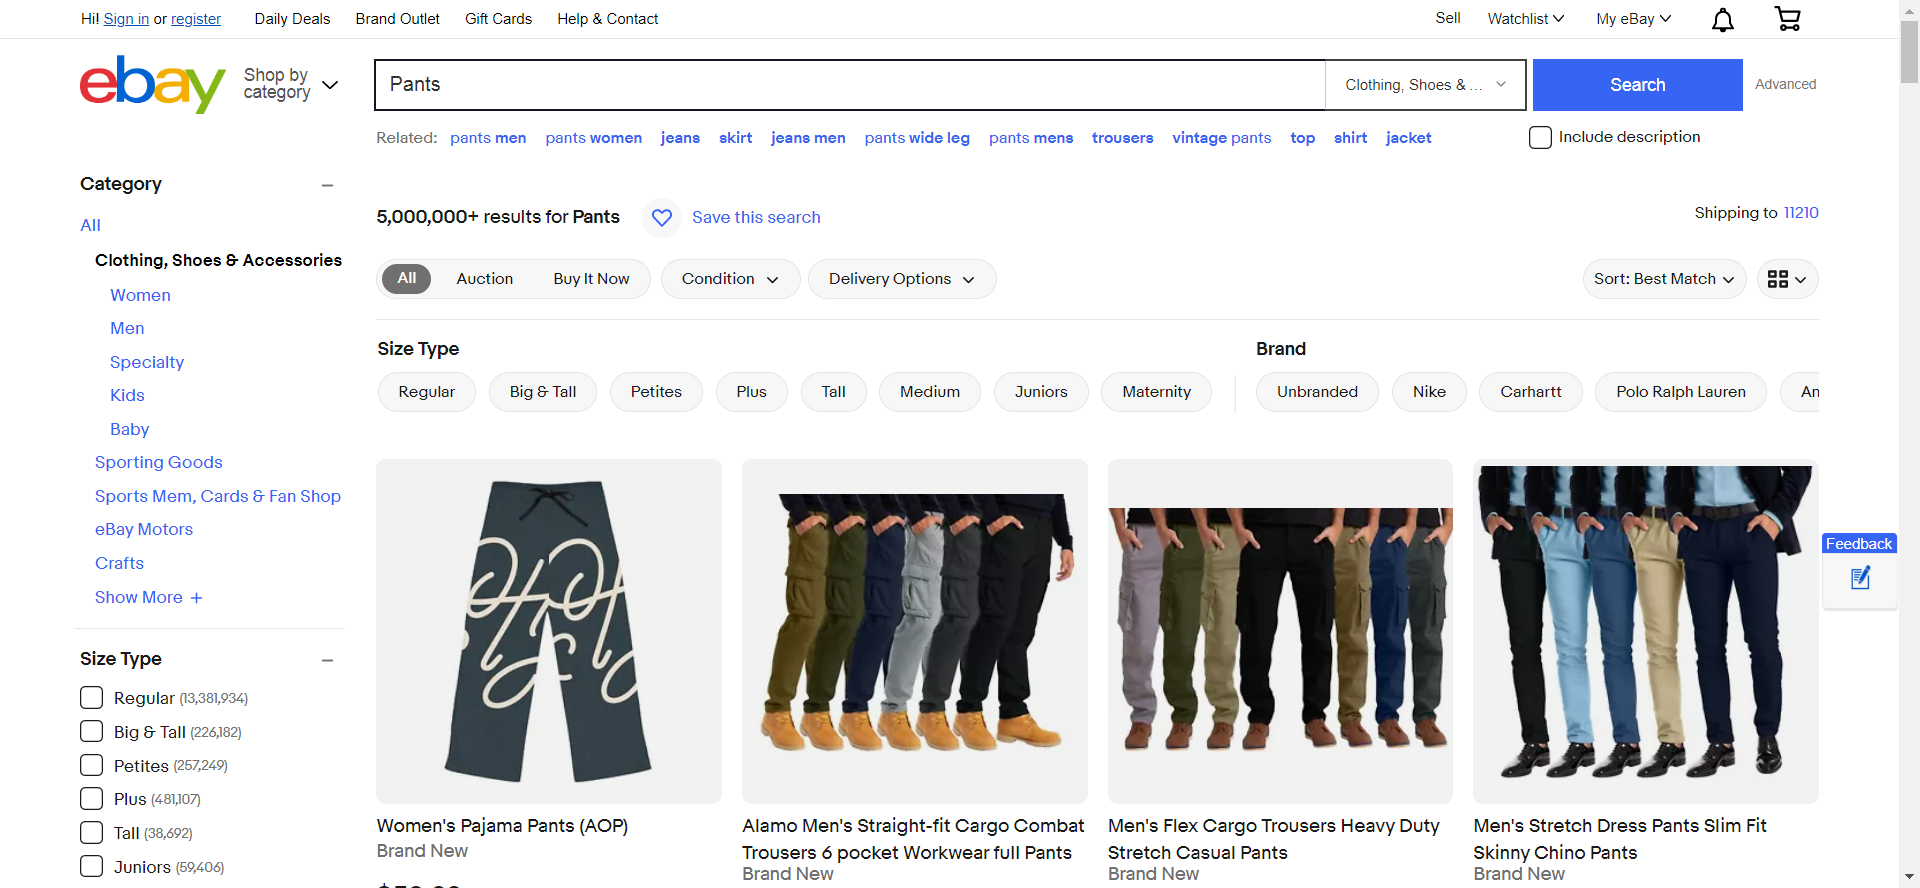 Hi! Sign in or register Daily Deals Brand Outlet Gift Cards Help & Contact Sell Watchlist My eBay
ebay Shop by category Pants Clothing, Shoes & ... Search Advanced
Related: pants men pants women jeans skirt jeans men pants wide leg pants mens trousers vintage pants top shirt jacket Include description
Category
All
Clothing, Shoes & Accessories
Women
Men
Specialty
Kids
Baby
Sporting Goods
Sports Mem, Cards & Fan Shop
eBay Motors
Crafts
Show More
Size Type
Regular (13,381,934)
Big & Tall (226,182)
Petites (257,249)
Plus (481,107)
Tall (38,692)
Juniors (59,406)
5,000,000+ results for Pants Save this search Shipping to 11210
All Auction Buy It Now Condition Delivery Options Sort: Best Match
Size Type
Regular Big & Tall Petites Plus Tall Medium Juniors Maternity
Brand
Unbranded Nike Carhartt Polo Ralph Lauren An
Women's Pajama Pants (AOP)
Brand New
Alamo Men's Straight-fit Cargo Combat
Trousers 6 pocket Workwear full Pants
Brand New
Men's Flex Cargo Trousers Heavy Duty
Stretch Casual Pants
Brand New
Men's Stretch Dress Pants Slim Fit
Skinny Chino Pants
Brand New
Feedback